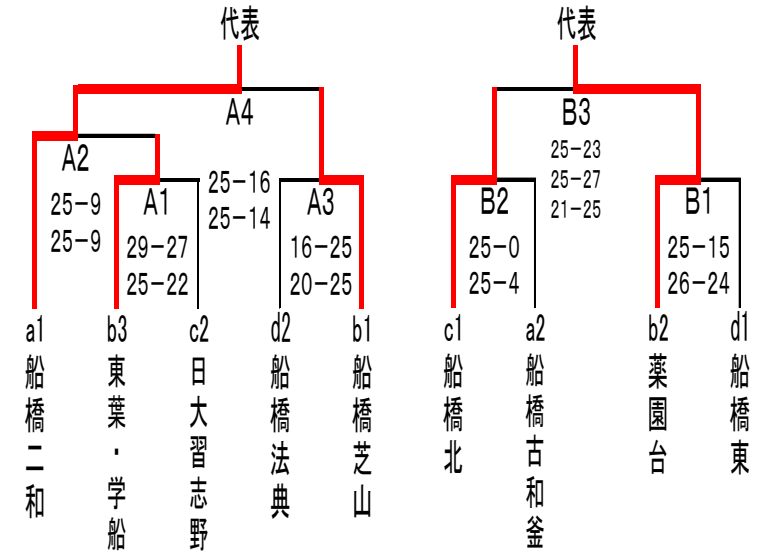 代表
代表
A4
B3
25-23
25-27
21-25
A2
25-9
25-9
A1
29-27
25-22
25-16
25-14
A3
16-25
20-25
B2
25-0
25-4
B1
25-15
26-24
a1
船橋二和
b3
東葉・学船
c2
日大習志野
d2
船橋法典
b1
船橋芝山
c1
船橋北
a2
船橋古和釜
b2
薬園台
d1
船橋東